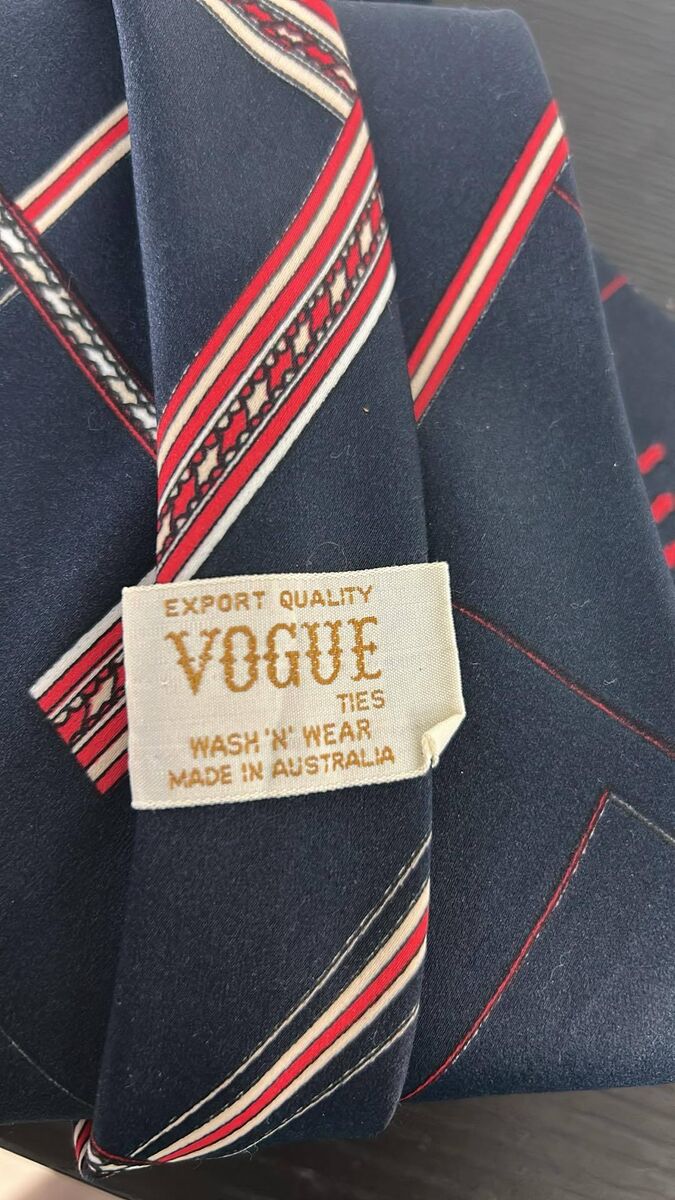 EXPORT QUALITY
VOGUE
TIES
WASH 'N' WEAR
MADE IN AUSTRALIA